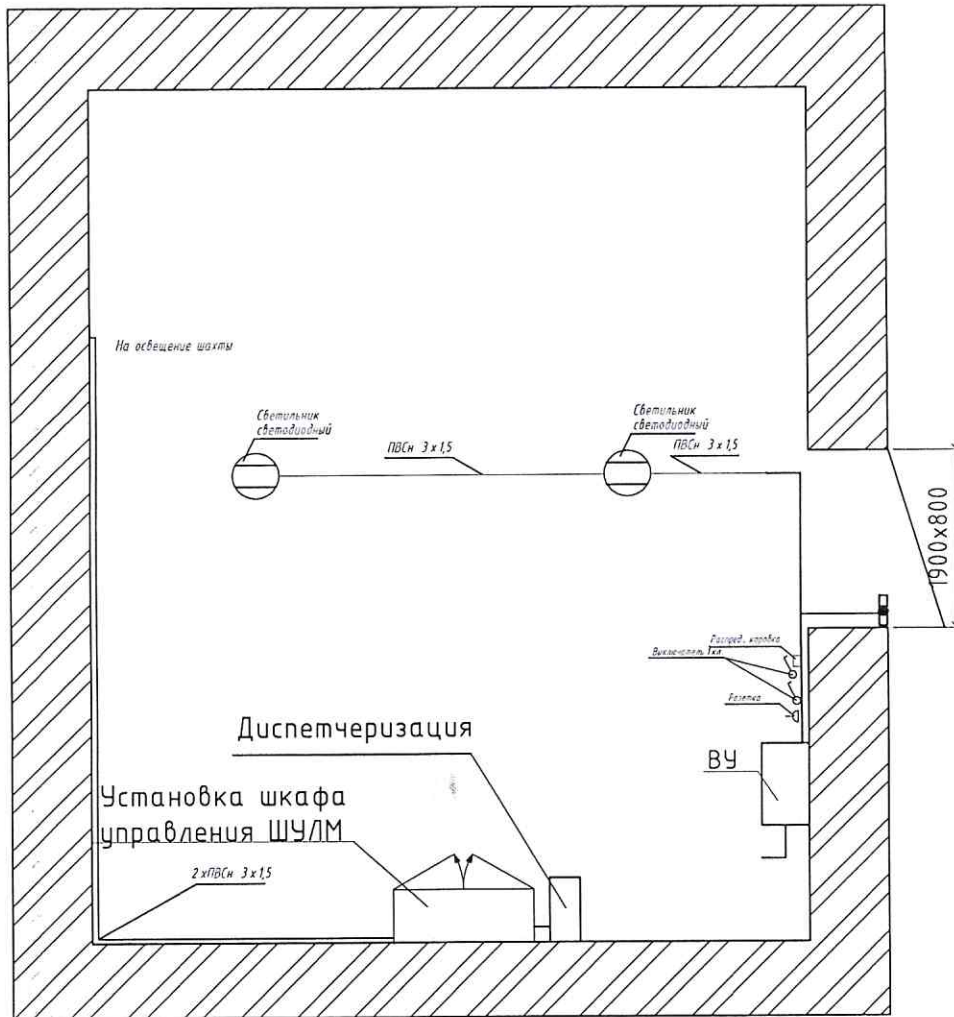 На освещение шахты
Светильник
светодиодный
Светильник
светодиодный
ПВСн 3 х 1,5
ПВСн 3 х 1,5
1900х800
Распред. коробка
Выключатель 1кл
Розетка
Диспетчеризация
ВУ
Установка шкафа
управления ШУЛМ
2 хПВСн 3 х 1,5